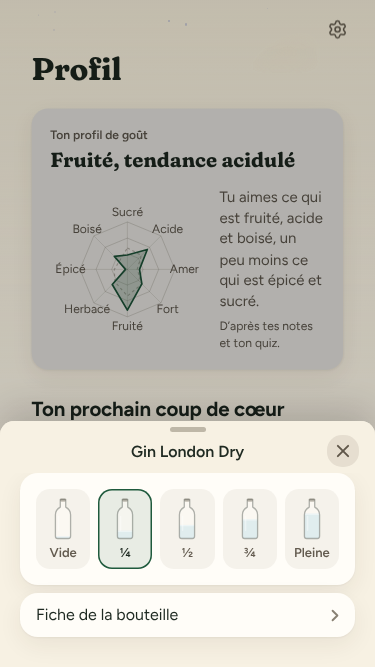 Profil
Ton profil de goût
Fruité, tendance acidulé
Sucré
Boisé
Acide
Épicé
Amer
Herbacé
Fort
Fruité
Tu aimes ce qui
est fruité, acide
et boisé, un
peu moins ce
qui est épicé et
sucré.
D'après tes notes
et ton quiz.
Ton prochain coup de cœur
Gin London Dry
Vide
¼
½
¾
Pleine
Fiche de la bouteille